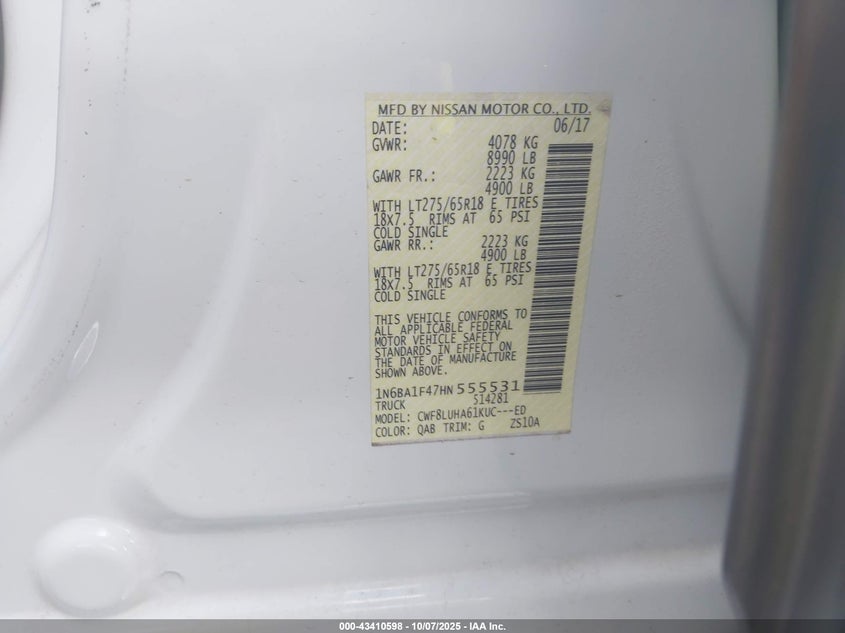 MFD BY NISSAN MOTOR CO., LTD.
DATE: 06/17
GVWR: 4078 KG
8990 LB
GAWR FR.: 2223 KG
4900 LB
WITH LT275/65R18 E TIRES
18X7.5 RIMS AT 65 PSI
COLD SINGLE
GAWR RR.: 2223 KG
4900 LB
WITH LT275/65R18 E TIRES
18X7.5 RIMS AT 65 PSI
COLD SINGLE
THIS VEHICLE CONFORMS TO
ALL APPLICABLE FEDERAL
MOTOR VEHICLE SAFETY
STANDARDS IN EFFECT ON
THE DATE OF MANUFACTURE
SHOWN ABOVE.
1N6BA1F47HN555531
TRUCK 514281
MODEL: CWF8LUHA61KUC---ED
COLOR: QAB TRIM: G ZS10A
000-43410598 - 10/07/2025 - IAA Inc.